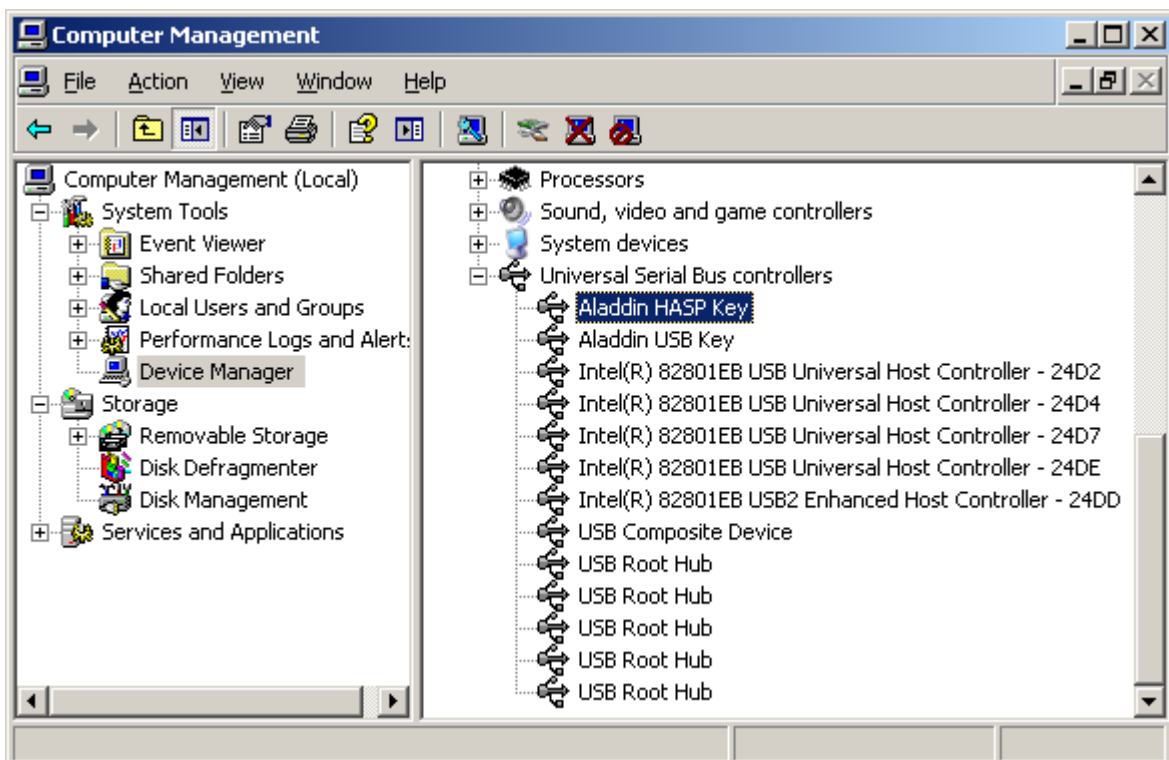 Computer Management
File Action View Window Help
Computer Management (Local)
System Tools
Event Viewer
Shared Folders
Local Users and Groups
Performance Logs and Alert:
Device Manager
Storage
Removable Storage
Disk Defragmenter
Disk Management
Services and Applications
Processors
Sound, video and game controllers
System devices
Universal Serial Bus controllers
Aladdin HASP Key
Aladdin USB Key
Intel(R) 82801EB USB Universal Host Controller - 24D2
Intel(R) 82801EB USB Universal Host Controller - 24D4
Intel(R) 82801EB USB Universal Host Controller - 24D7
Intel(R) 82801EB USB Universal Host Controller - 24DE
Intel(R) 82801EB USB2 Enhanced Host Controller - 24DD
USB Composite Device
USB Root Hub
USB Root Hub
USB Root Hub
USB Root Hub
USB Root Hub